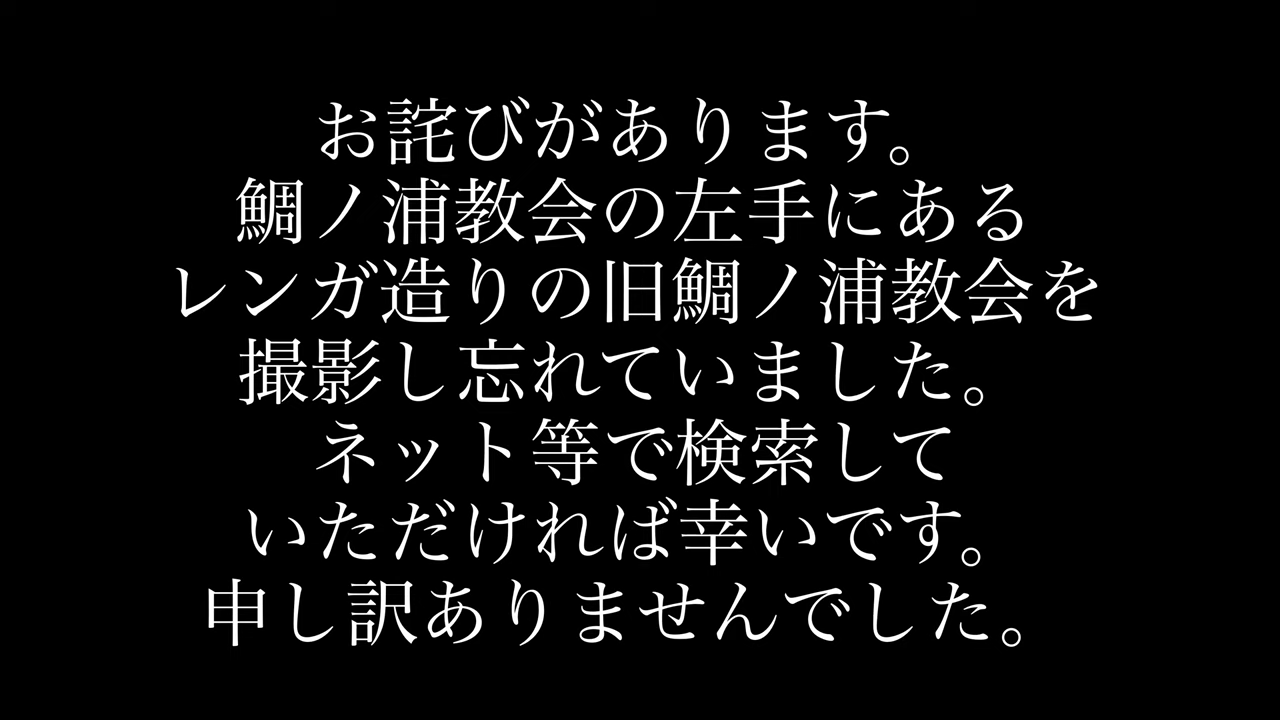 お詫びがあります。
鯛ノ浦教会の左手にある
レンガ造りの旧鯛ノ浦教会を
撮影し忘れていました。
ネット等で検索して
いただければ幸いです。
申し訳ありませんでした。